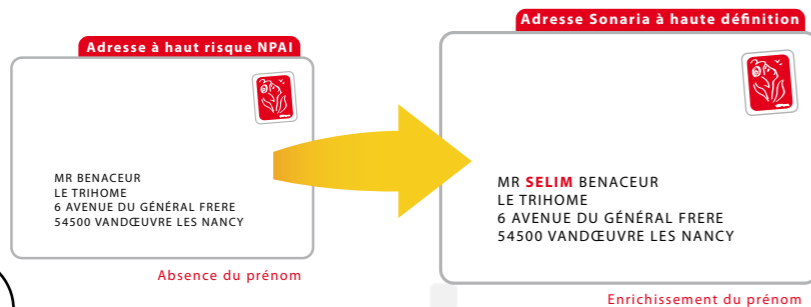 Adresse à haut risque NPAI
MR BENACEUR
LE TRIHOME
6 AVENUE DU GÉNÉRAL FRERE
54500 VANDŒUVRE LES NANCY
Absence du prénom
Adresse Sonaria à haute définition
MR SELIM BENACEUR
LE TRIHOME
6 AVENUE DU GÉNÉRAL FRERE
54500 VANDŒUVRE LES NANCY
Enrichissement du prénom